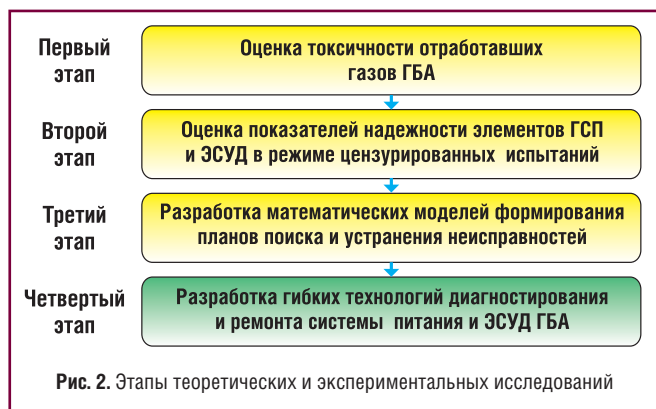 Первый этап
Оценка токсичности отработавших
газов ГБА
Второй этап
Оценка показателей надежности элементов ГСП
и ЭСУД в режиме цензурированных испытаний
Третий этап
Разработка математических моделей формирования
планов поиска и устранения неисправностей
Четвертый этап
Разработка гибких технологий диагностирования
и ремонта системы питания и ЭСУД ГБА
Рис. 2. Этапы теоретических и экспериментальных исследований